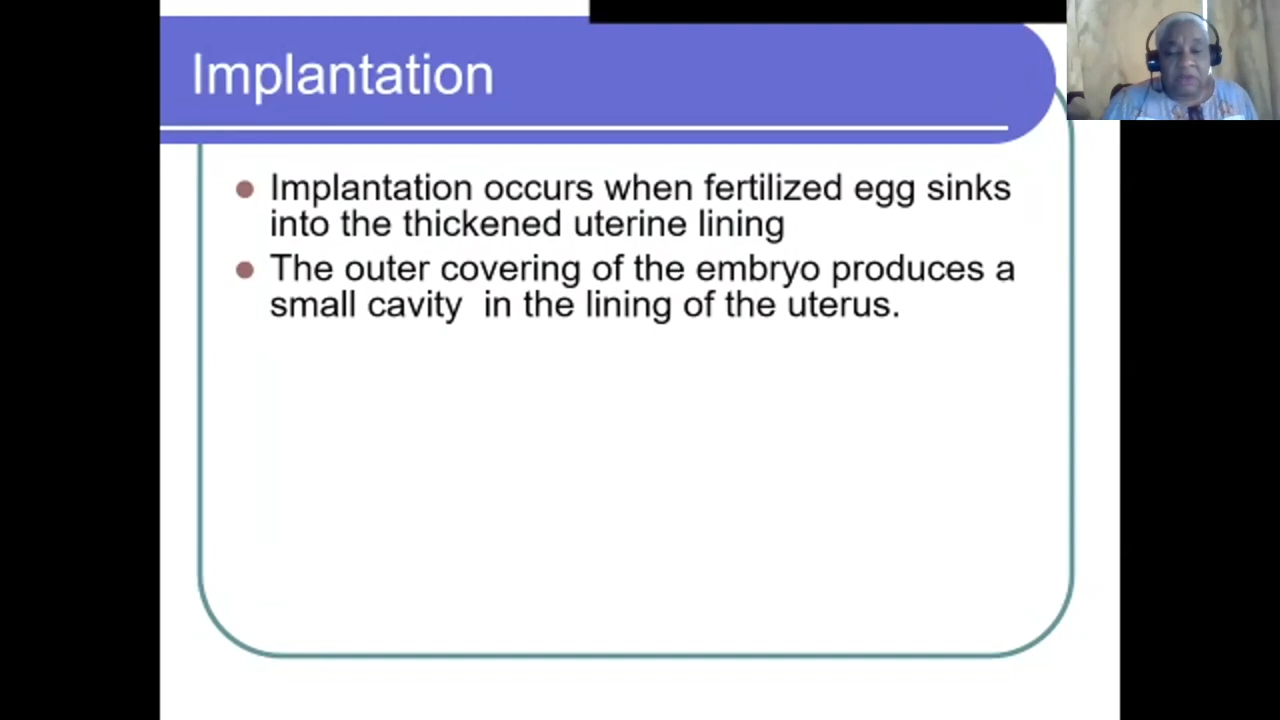 Implantation
Implantation occurs when fertilized egg sinks
into the thickened uterine lining
The outer covering of the embryo produces a
small cavity  in the lining of the uterus.